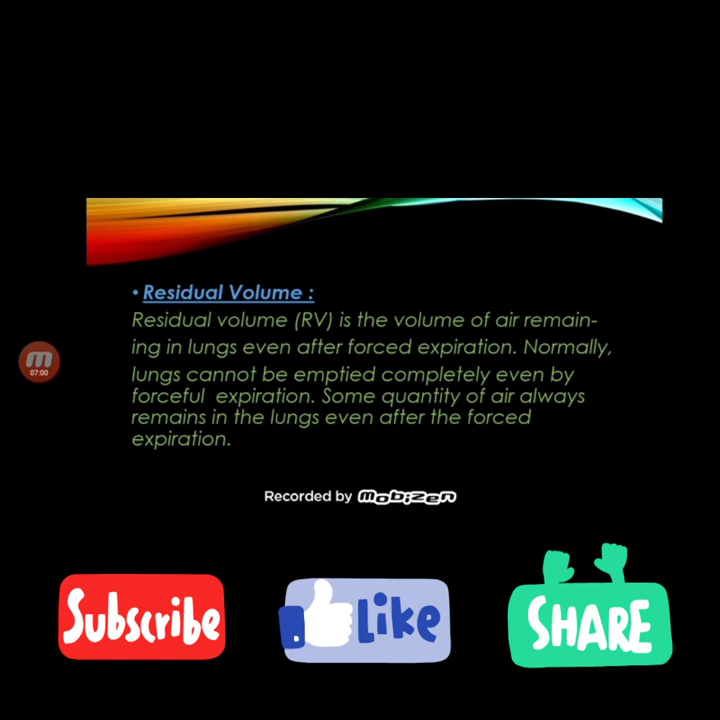 • Residual Volume :
Residual volume (RV) is the volume of air remain-
ing in lungs even after forced expiration. Normally,
lungs cannot be emptied completely even by
forceful expiration. Some quantity of air always
remains in the lungs even after the forced
expiration.
m
07:00
Recorded by mobizen
Subscribe
Like
SHARE